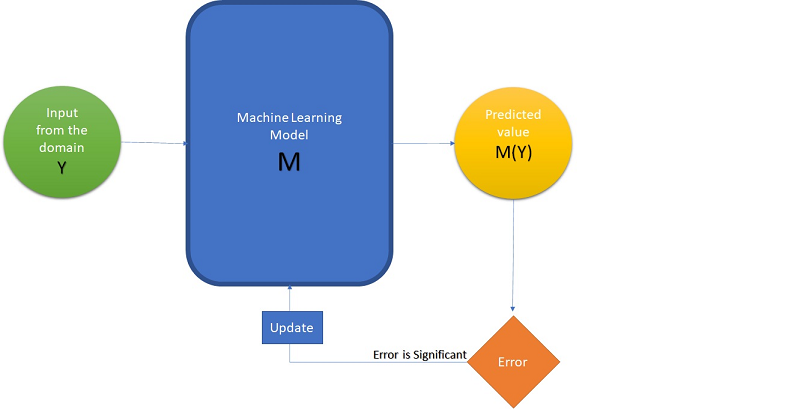 Input
from the
domain
Y
Machine Learning
Model
M
Predicted
value
M(Y)
Update
Error is Significant
Error